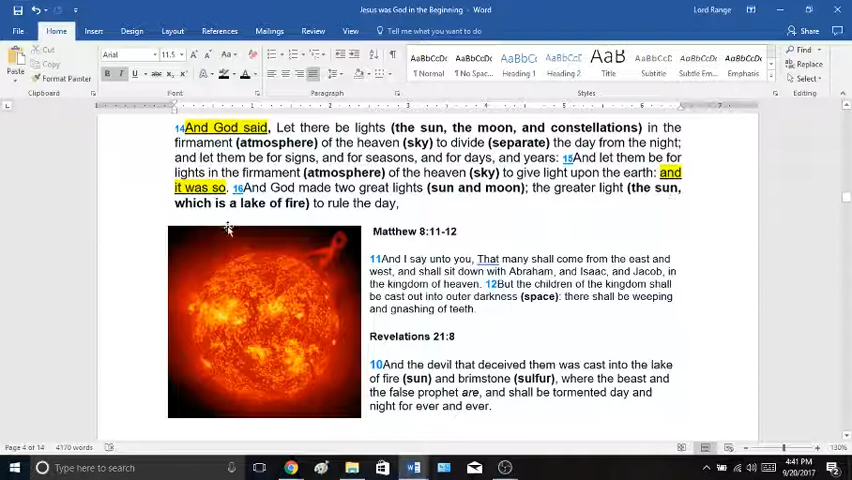 Jesus was God in the Beginning - Word
Lord Range
File Home Insert Design Layout References Mailings Review View Tell me what you want to do Share
Paste Cut Copy Format Painter
Clipboard
Arial 11.5 Aa
B I U abc
Font
Paragraph
AaBbCcDc AaBbCcDc AaBbCc AaBbCcC AaBb AaBbCcC AaBbCcDc AaBbCcDc
¶ Normal ¶ No Spac... Heading 1 Heading 2 Title Subtitle Subtle Em... Emphasis
Styles
Find Replace Select
Editing
14And God said, Let there be lights (the sun, the moon, and constellations) in the
firmament (atmosphere) of the heaven (sky) to divide (separate) the day from the night;
and let them be for signs, and for seasons, and for days, and years: 15And let them be for
lights in the firmament (atmosphere) of the heaven (sky) to give light upon the earth: and
it was so. 16And God made two great lights (sun and moon); the greater light (the sun,
which is a lake of fire) to rule the day,
Matthew 8:11-12
11And I say unto you, That many shall come from the east and
west, and shall sit down with Abraham, and Isaac, and Jacob, in
the kingdom of heaven. 12But the children of the kingdom shall
be cast out into outer darkness (space): there shall be weeping
and gnashing of teeth.
Revelations 21:8
10And the devil that deceived them was cast into the lake
of fire (sun) and brimstone (sulfur), where the beast and
the false prophet are, and shall be tormented day and
night for ever and ever.
Page 4 of 14 4170 words
130%
Type here to search
4:41 PM
9/20/2017